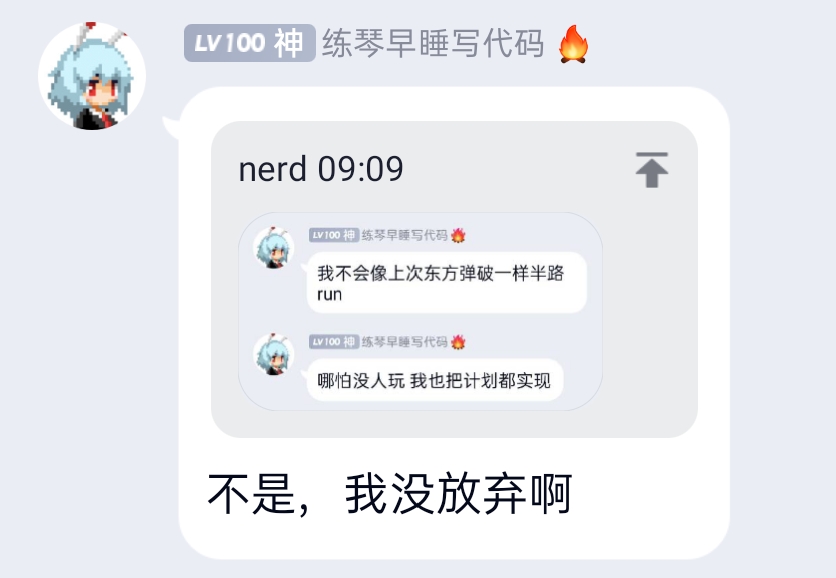 LV100 神 练琴早睡写代码🔥
nerd 09:09
LV100 神 练琴早睡写代码🔥
我不会像上次东方弹破一样半路
run
LV100 神 练琴早睡写代码🔥
哪怕没人玩 我也把计划都实现
不是，我没放弃啊